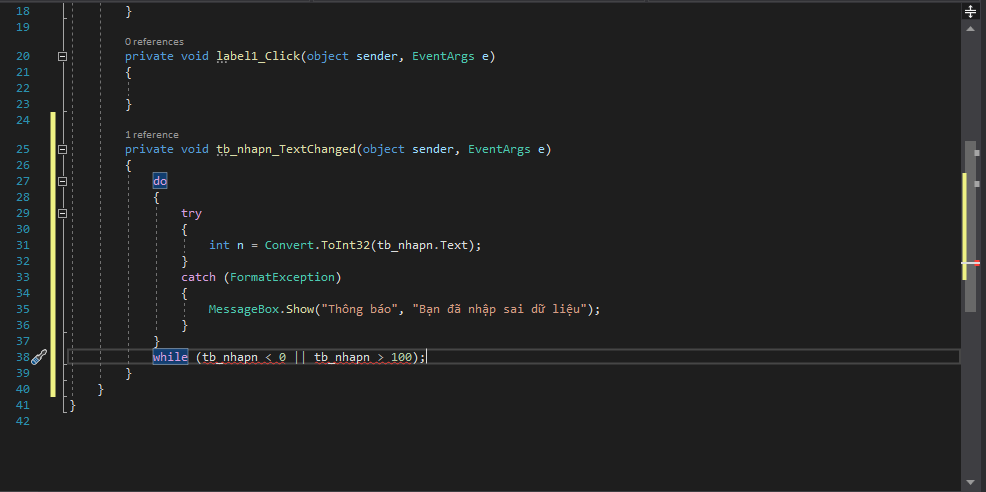 18 }
19
0 references
20 private void label1_Click(object sender, EventArgs e)
21 {
22
23 }
24
1 reference
25 private void tb_nhapn_TextChanged(object sender, EventArgs e)
26 {
27 do
28 {
29 try
30 {
31 int n = Convert.ToInt32(tb_nhapn.Text);
32 }
33 catch (FormatException)
34 {
35 MessageBox.Show("Thông báo", "Bạn đã nhập sai dữ liệu");
36 }
37 }
38 while (tb_nhapn < 0 || tb_nhapn > 100);
39 }
40 }
41 }
42